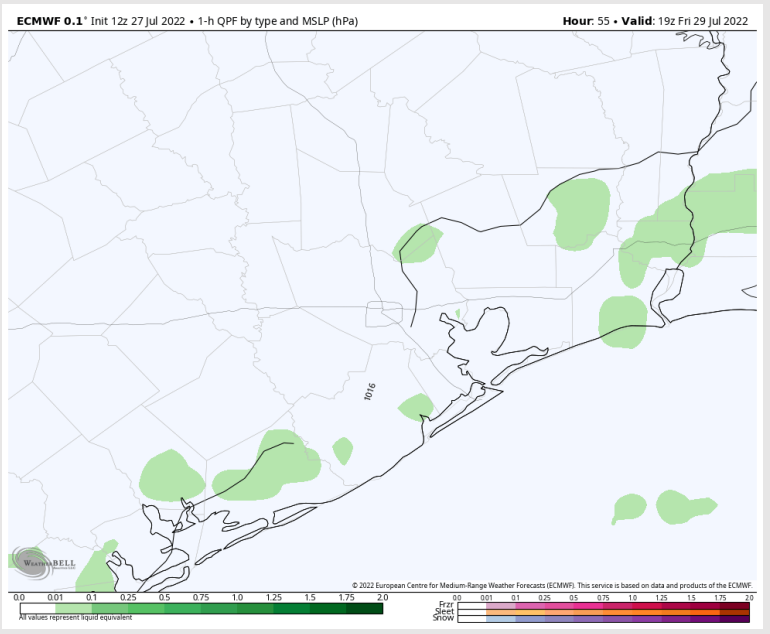 ECMWF 0.1° Init 12z 27 Jul 2022 • 1-h QPF by type and MSLP (hPa) Hour: 55 • Valid: 19z Fri 29 Jul 2022
1016
WEATHERBELL
© 2022 European Centre for Medium-Range Weather Forecasts (ECMWF). This service is based on data and products of the ECMWF.
0.0 0.01 0.1 0.25 0.5 0.75 1.0 1.25 1.5 1.75 2.0
All values represent liquid equivalent
0.0 0.01 0.1 0.25 0.5 0.75 1.0 1.25 1.5 1.75 2.0
Frzr
Sleet
Snow